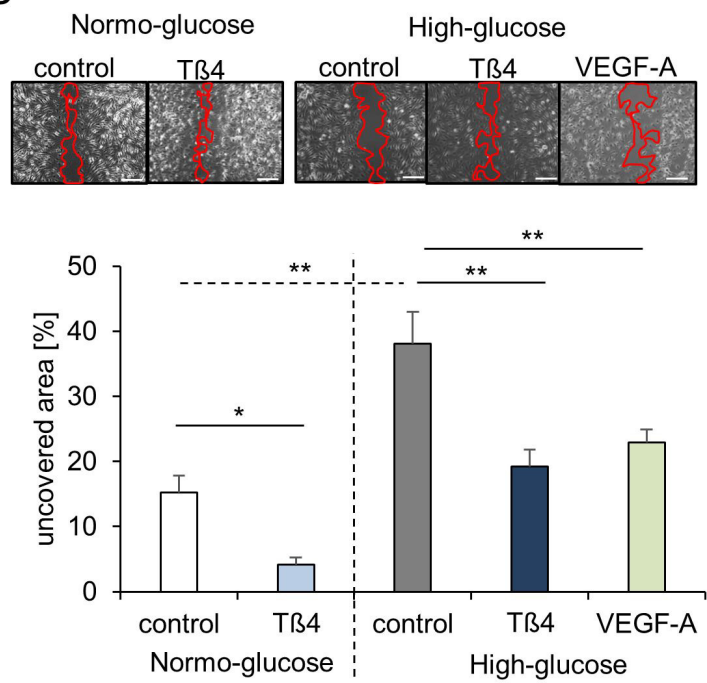 Normo-glucose High-glucose
control Tß4 control Tß4 VEGF-A
**
** **
50
40
30
20
10
0
*
uncovered area [%]
control Tß4 control Tß4 VEGF-A
Normo-glucose High-glucose